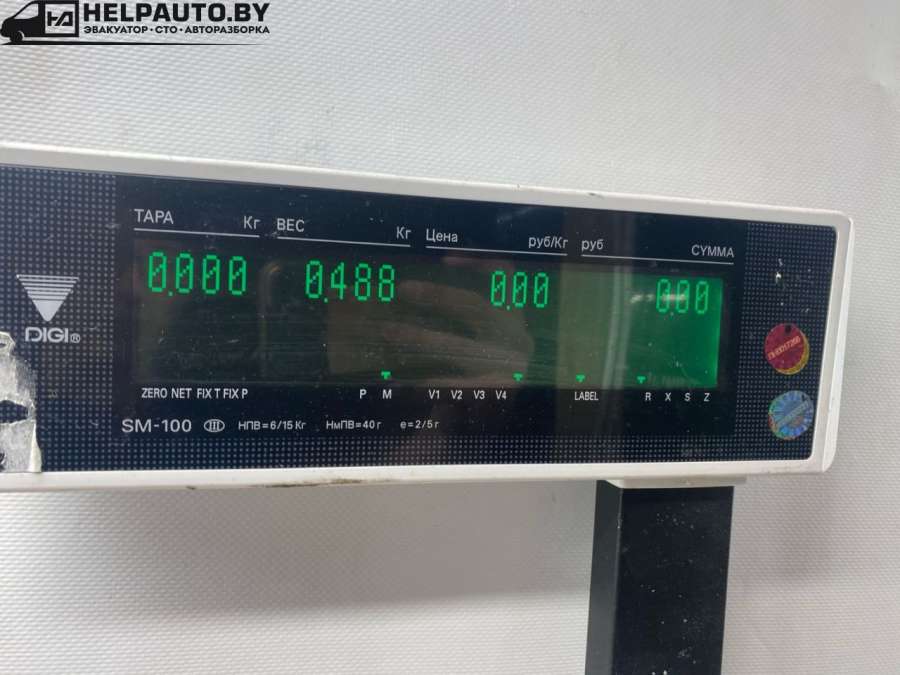 HELPAUTO.BY
ЭВАКУАТОР · СТО · АВТОРАЗБОРКА
ТАРА Кг ВЕС Кг Цена руб/Кг руб СУММА
0.000 0.488 0.00 0.00
DIGI®
ZERO NET FIX T FIX P P M V1 V2 V3 V4 LABEL R X S Z
SM-100 III НПВ=6/15 Кг НмПВ=40 г e=2/5 г